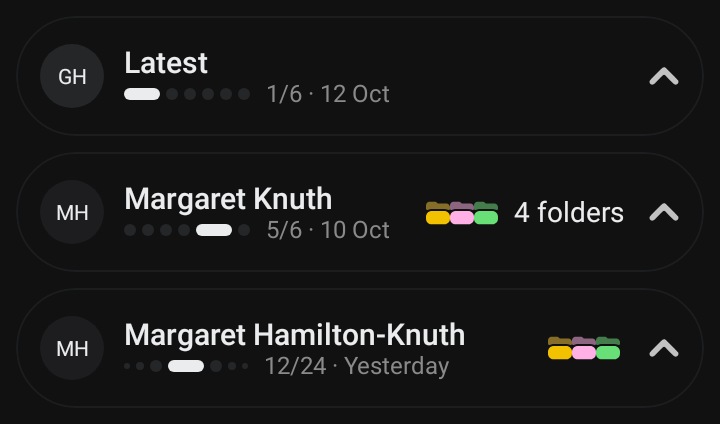 GH
Latest
1/6 · 12 Oct
MH
Margaret Knuth
5/6 · 10 Oct
4 folders
MH
Margaret Hamilton-Knuth
12/24 · Yesterday